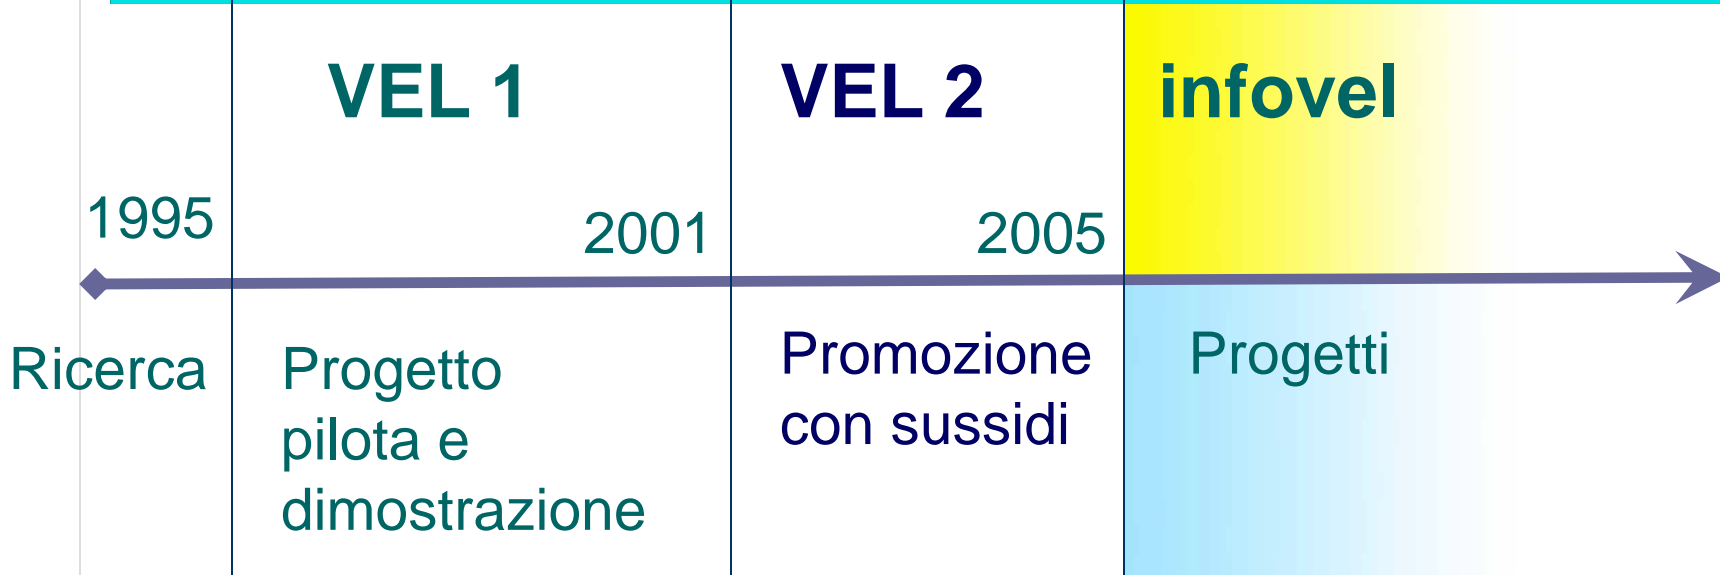 VEL 1
VEL 2
infovel
1995
2001
2005
Ricerca
Progetto
pilota e
dimostrazione
Promozione
con sussidi
Progetti